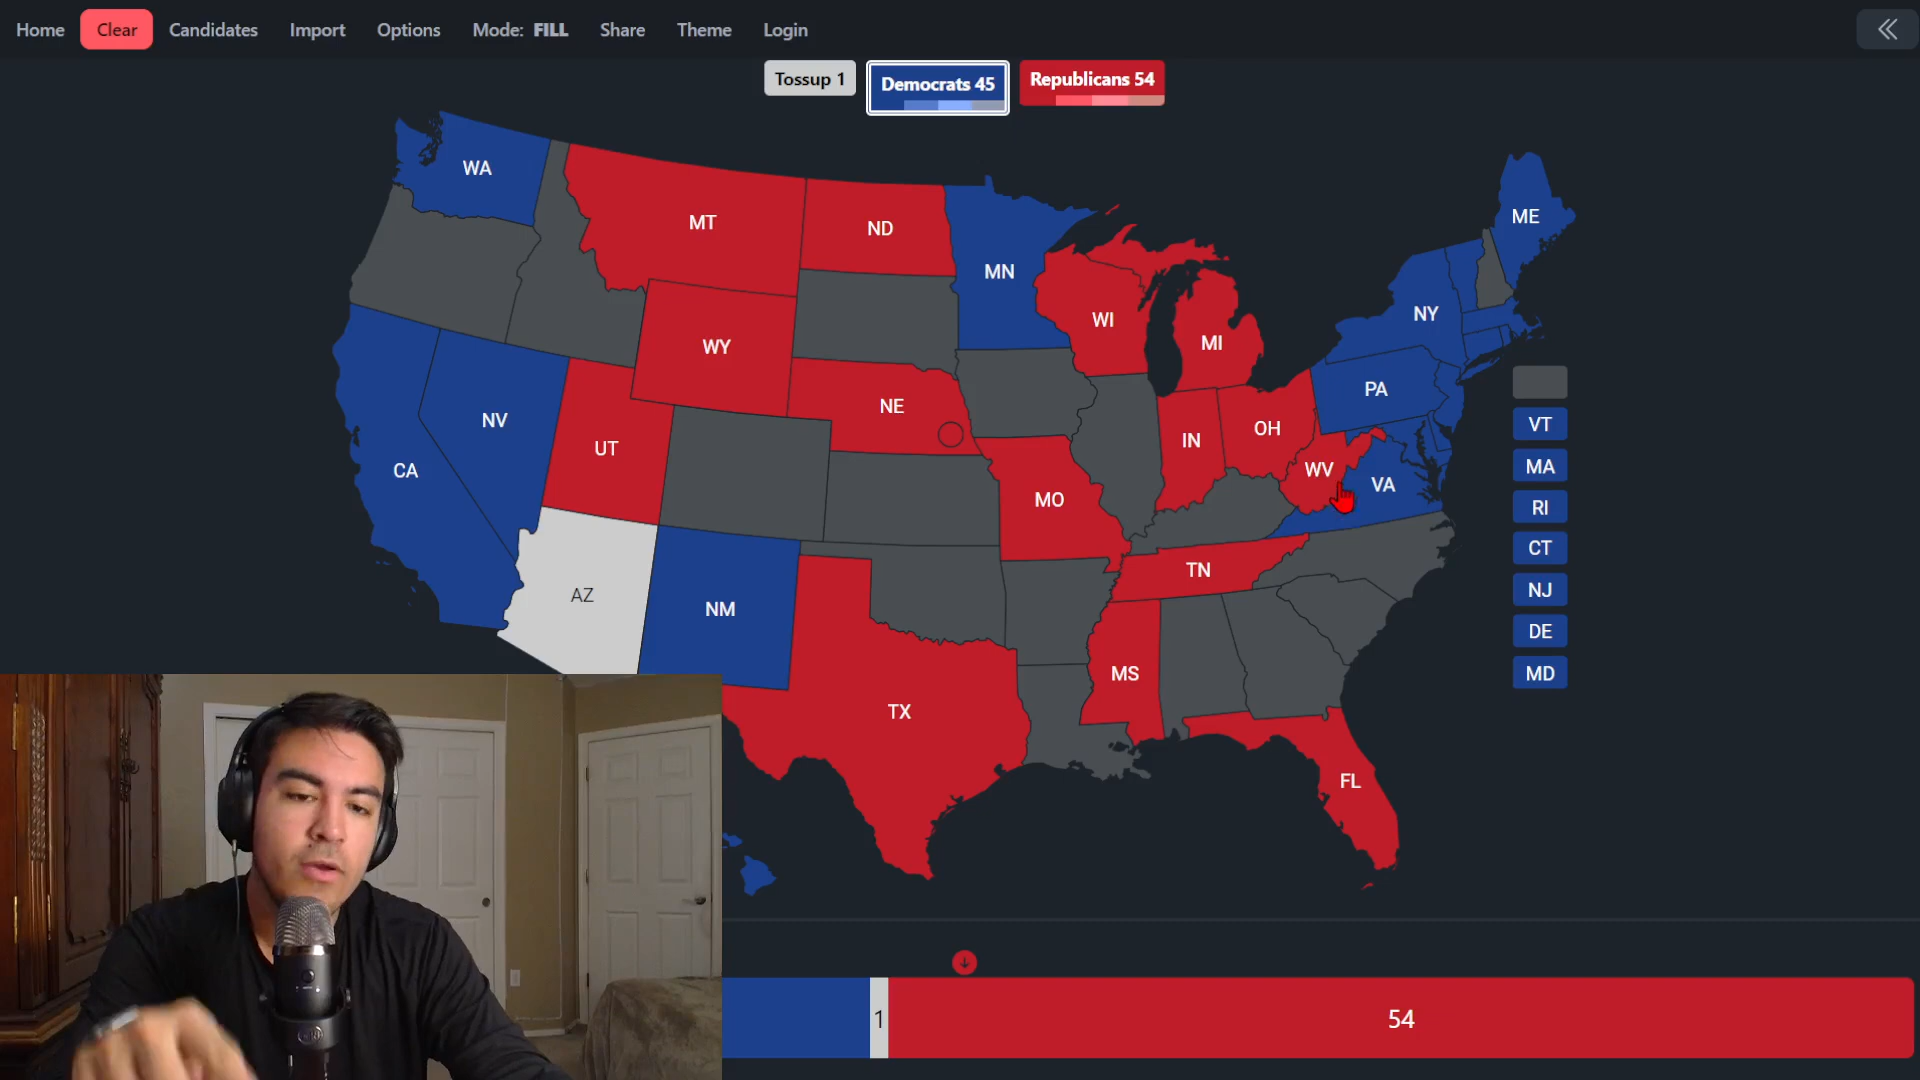 Home
Clear
Candidates
Import
Options
Mode: FILL
Share
Theme
Login
Tossup 1
Democrats 45
Republicans 54
WA
MT
ND
MN
ME
WI
MI
NY
WY
NE
PA
NV
UT
CA
IN
OH
WV
VA
MO
VT
MA
RI
CT
NJ
DE
MD
AZ
NM
TN
MS
TX
FL
1
54